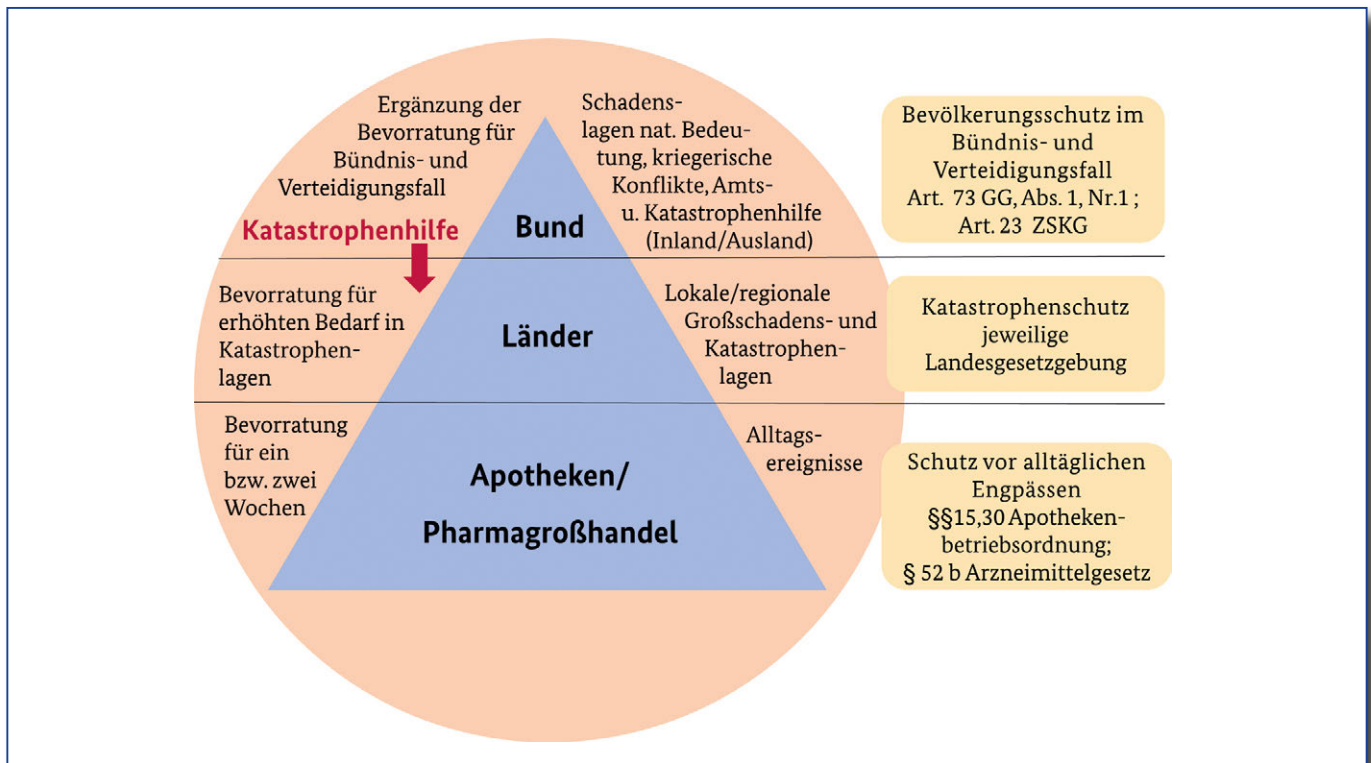 Ergänzung der
Bevorratung für
Bündnis- und
Verteidigungsfall
Katastrophenhilfe
Bund
Schadens-
lagen nat. Bedeu-
tung, kriegerische
Konflikte, Amts-
u. Katastrophenhilfe
(Inland/Ausland)
Bevölkerungsschutz im
Bündnis- und
Verteidigungsfall
Art. 73 GG, Abs. 1, Nr.1 ;
Art. 23 ZSKG
Bevorratung für
erhöhten Bedarf in
Katastrophen-
lagen
Länder
Lokale/regionale
Großschadens- und
Katastrophen-
lagen
Katastrophenschutz
jeweilige
Landesgesetzgebung
Bevorratung
für ein
bzw. zwei
Wochen
Apotheken/
Pharmagroßhandel
Alltags-
ereignisse
Schutz vor alltäglichen
Engpässen
§§15,30 Apotheken-
betriebsordnung;
§ 52 b Arzneimittelgesetz